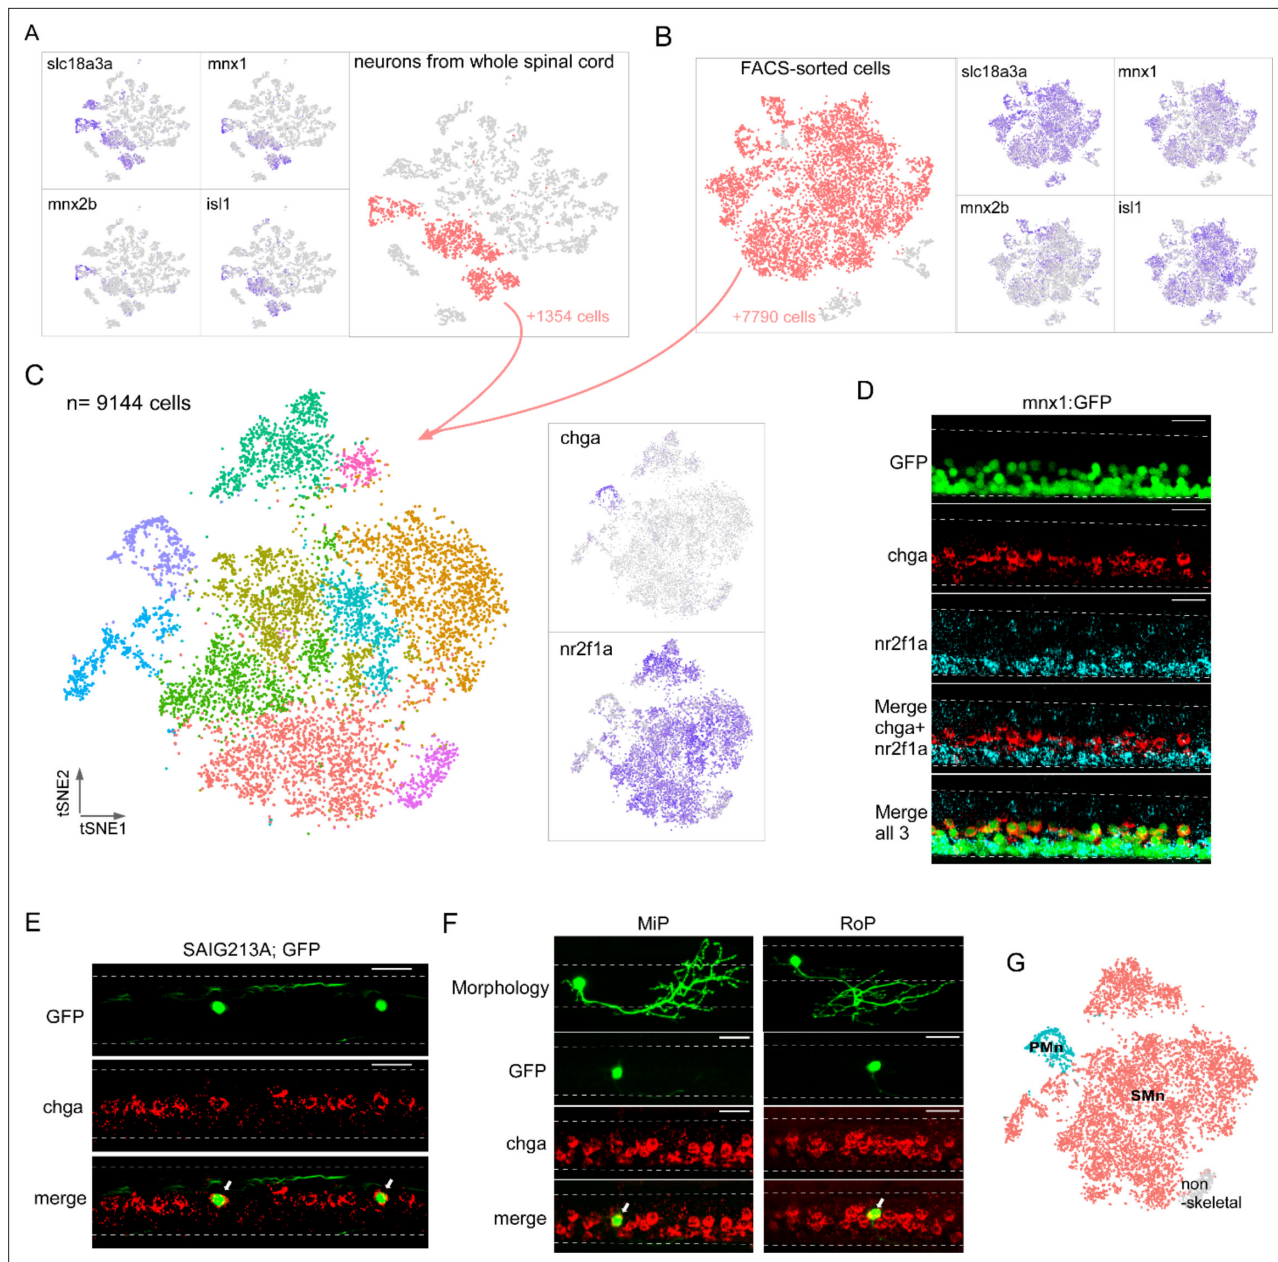 A
slc18a3a
mnx1
neurons from whole spinal cord
mnx2b
isl1
+1354 cells
B
FACS-sorted cells
slc18a3a
mnx1
mnx2b
isl1
+7790 cells
C
n= 9144 cells
tSNE2
tSNE1
chga
nr2f1a
D
mnx1:GFP
GFP
chga
nr2f1a
Merge
chga+
nr2f1a
Merge
all 3
E
SAIG213A; GFP
GFP
chga
merge
F
MiP
RoP
Morphology
GFP
chga
merge
G
PMn
SMn
non
-skeletal